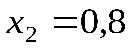 x₂ =0,8